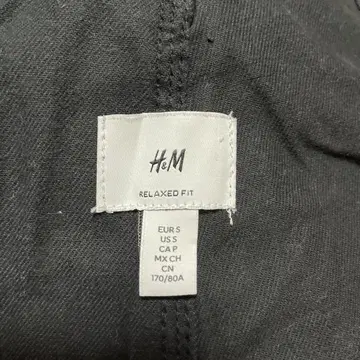 H&M
RELAXED FIT
EUR S
US S
CA P
MX CH
CN
170/80A